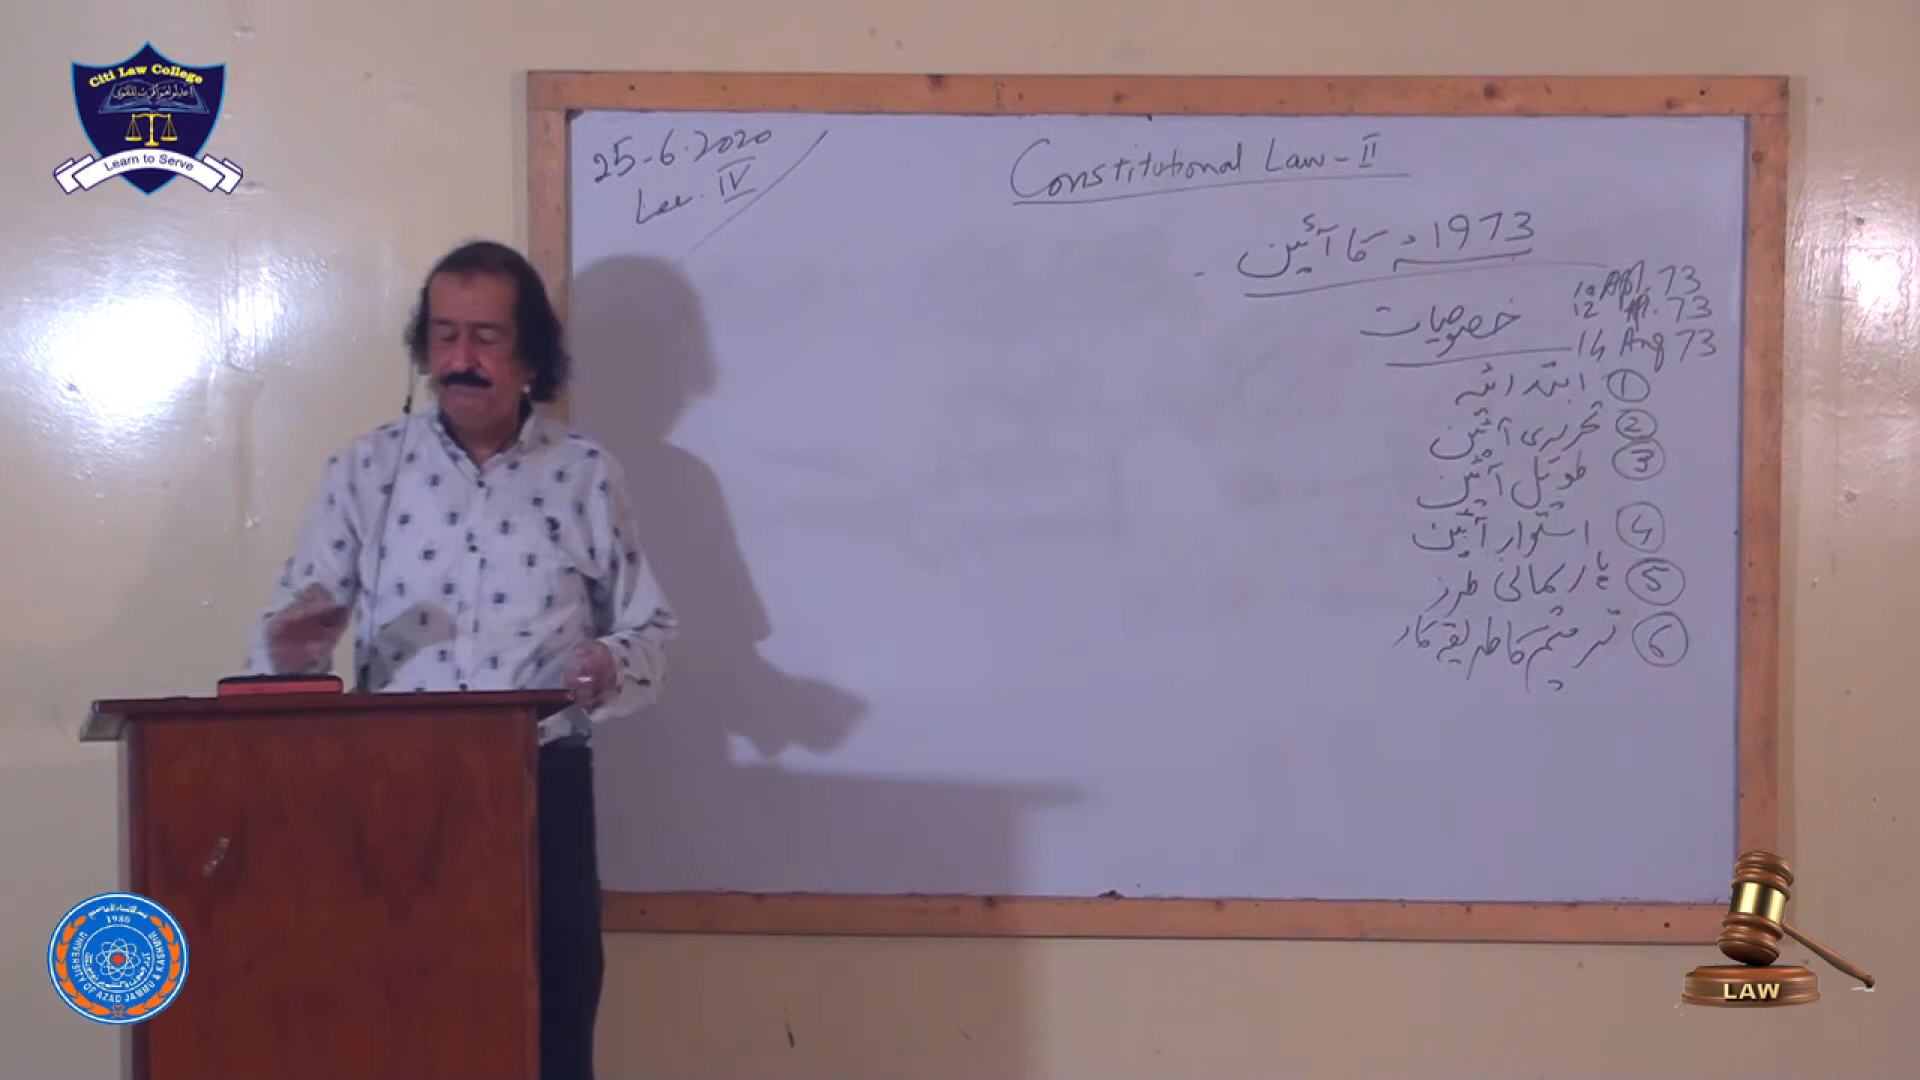 Citi Law College
Learn to Serve
25-6-2020
Lec. IV
Constitutional Law - II
1973ء کا آئین
خصوصیات
10 Apl. 73
12 Apl. 73
14 Aug 73
① ابتدائیہ
② تحریری آئین
③ طویل آئین
④ استوار آئین
⑤ پارلیمانی طرز
⑥ ترمیم کا طریقہ کار
1980
UNIVERSITY OF AZAD JAMMU & KASHMIR
LAW